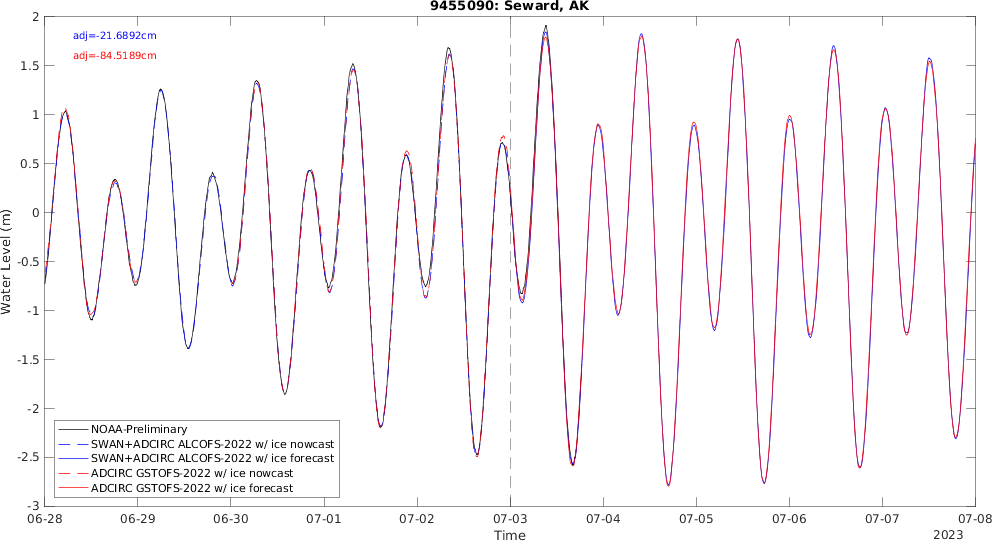 9455090: Seward, AK
adj=-21.6892cm
adj=-84.5189cm
Water Level (m)
2
1.5
1
0.5
0
-0.5
-1
-1.5
-2
-2.5
-3
NOAA-Preliminary
SWAN+ADCIRC ALCOFS-2022 w/ ice nowcast
SWAN+ADCIRC ALCOFS-2022 w/ ice forecast
ADCIRC GSTOFS-2022 w/ ice nowcast
ADCIRC GSTOFS-2022 w/ ice forecast
06-28 06-29 06-30 07-01 07-02 07-03 07-04 07-05 07-06 07-07 07-08
Time
2023